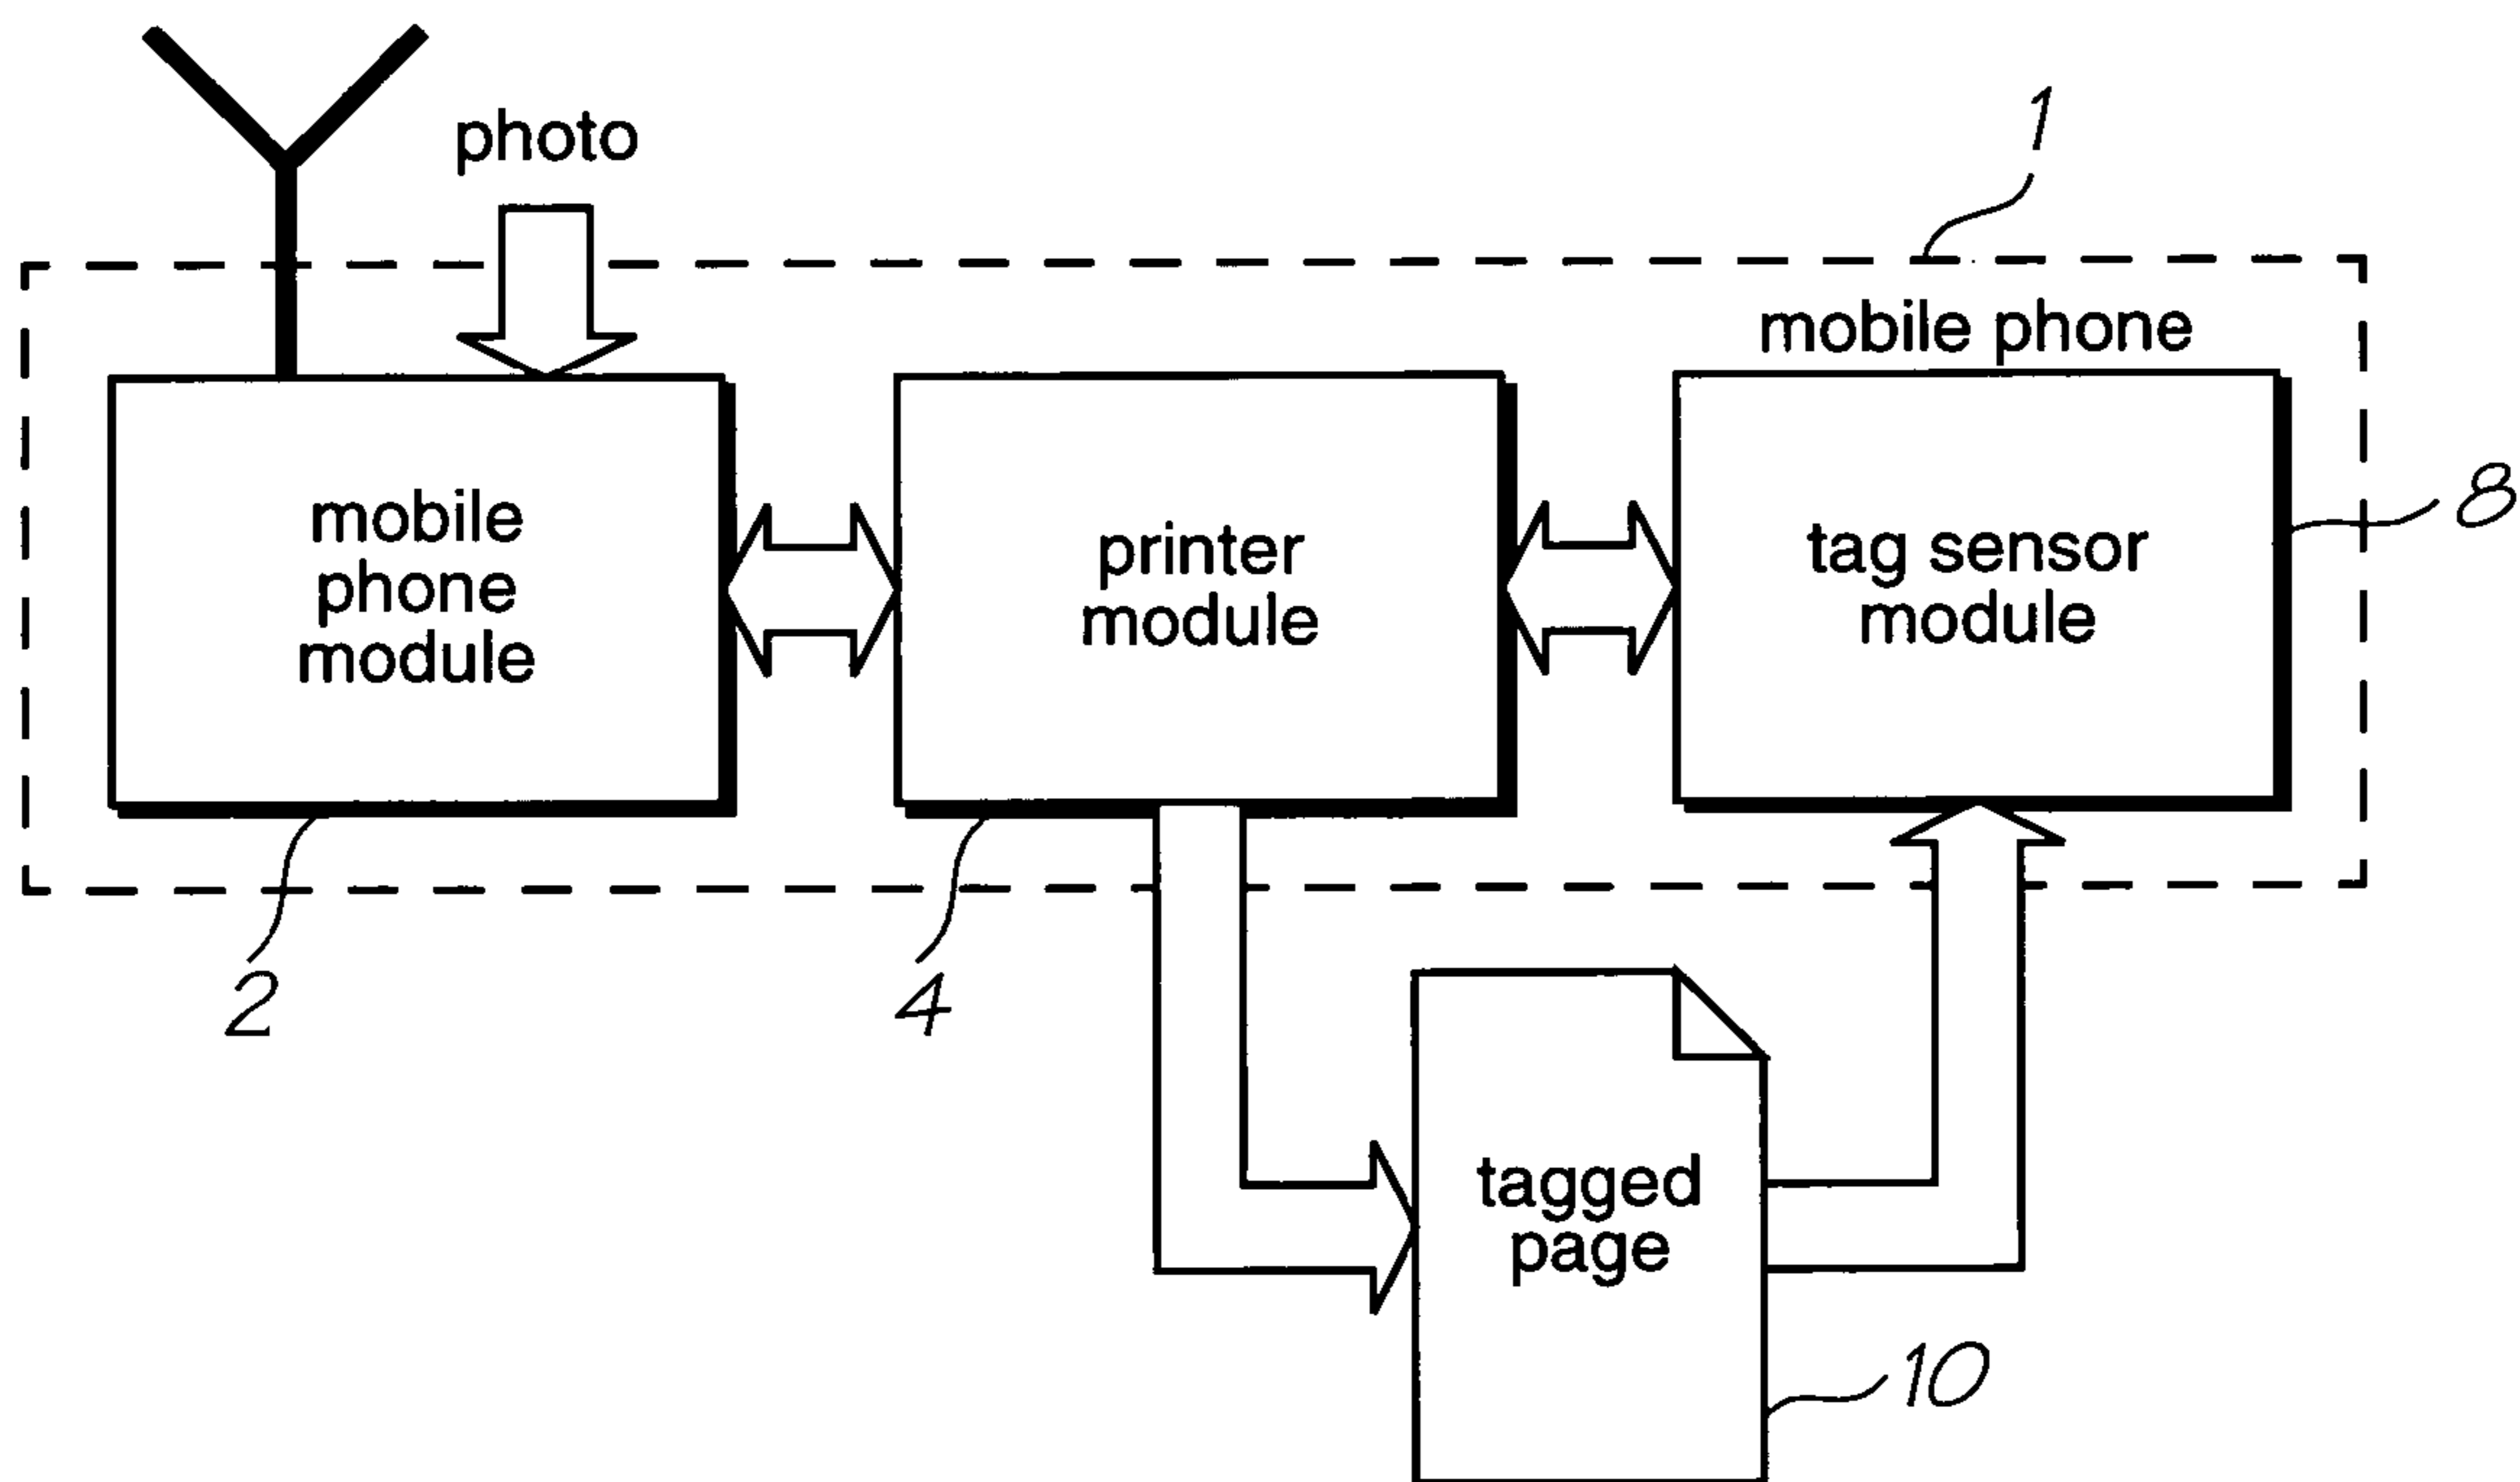 photo
1
mobile phone
mobile
phone
module
printer
module
tag sensor
module
8
2
4
tagged
page
10